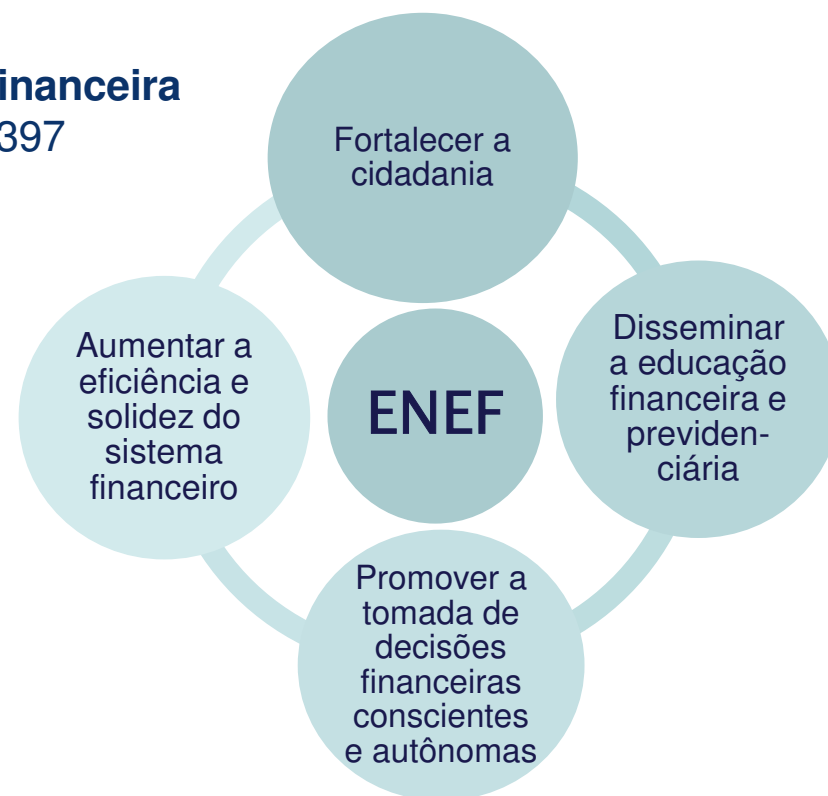 inanceira
397
Fortalecer a
cidadania
Disseminar
a educação
financeira e
previden-
ciária
Promover a
tomada de
decisões
financeiras
conscientes
e autônomas
Aumentar a
eficiência e
solidez do
sistema
financeiro
ENEF